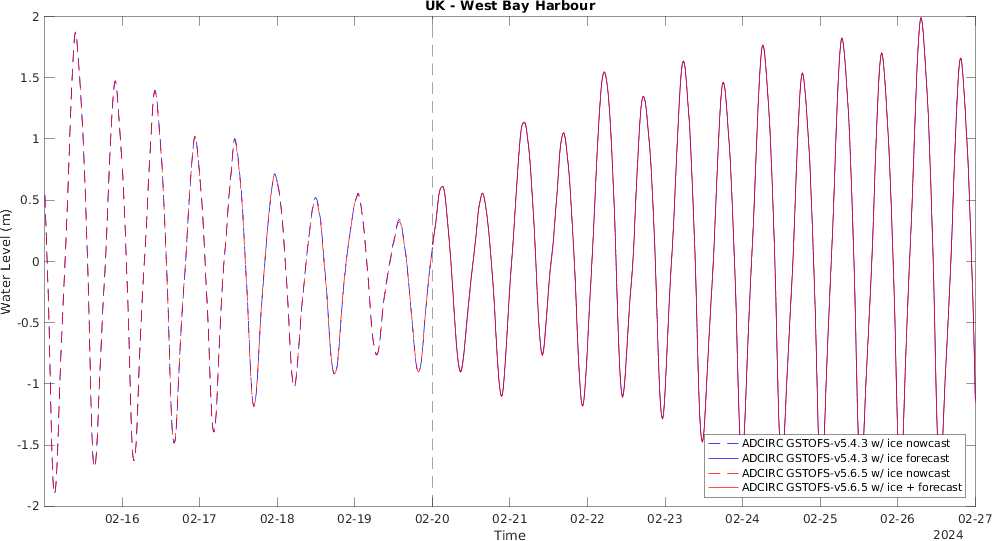 UK - West Bay Harbour
2
1.5
1
0.5
0
-0.5
-1
-1.5
-2
Water Level (m)
ADCIRC GSTOFS-v5.4.3 w/ ice nowcast
ADCIRC GSTOFS-v5.4.3 w/ ice forecast
ADCIRC GSTOFS-v5.6.5 w/ ice nowcast
ADCIRC GSTOFS-v5.6.5 w/ ice + forecast
02-16 02-17 02-18 02-19 02-20 02-21 02-22 02-23 02-24 02-25 02-26 02-27
Time
2024